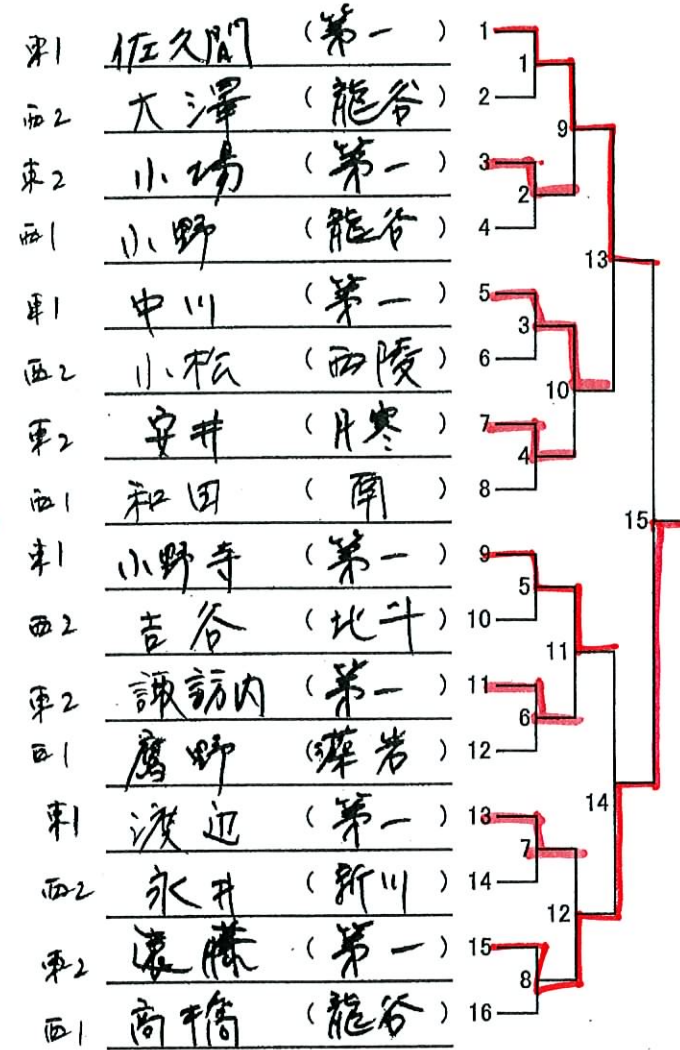 東1 佐久間 (第一) 1
西2 大澤 (龍谷) 2
東2 小場 (第一) 3
西1 小野 (龍谷) 4
東1 中川 (第一) 5
西2 小松 (西陵) 6
東2 安井 (月寒) 7
西1 和田 (南) 8
東1 小野寺 (第一) 9
西2 吉谷 (北斗) 10
東2 諏訪内 (第一) 11
西1 鷹野 (藻岩) 12
東1 渡辺 (第一) 13
西2 永井 (新川) 14
東2 遠藤 (第一) 15
西1 高橋 (龍谷) 16
1
9
2
13
3
10
4
15
5
11
6
14
7
12
8